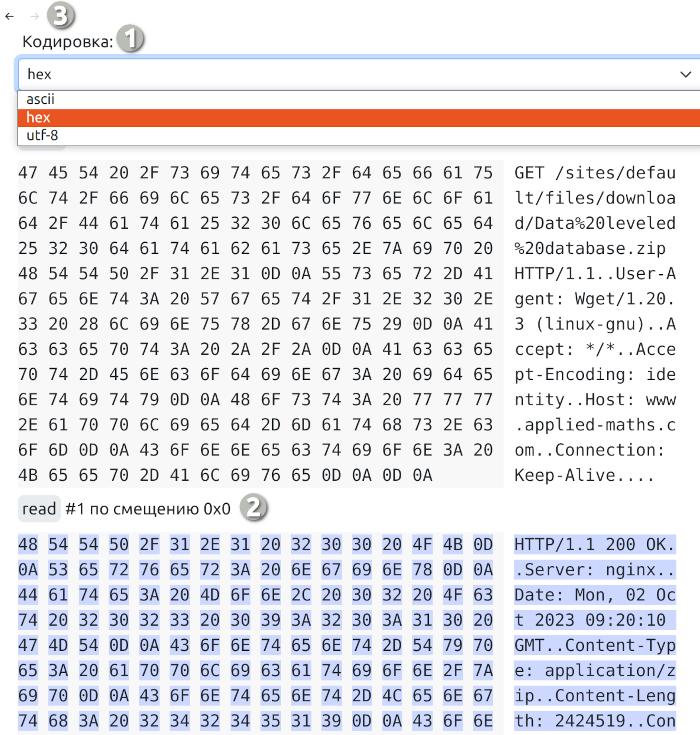 ← → 3
Кодировка: 1
hex
ascii
hex
utf-8
47 45 54 20 2F 73 69 74 65 73 2F 64 65 66 61 75 GET /sites/defau
6C 74 2F 66 69 6C 65 73 2F 64 6F 77 6E 6C 6F 61 lt/files/downloa
64 2F 44 61 74 61 25 32 30 6C 65 76 65 6C 65 64 d/Data%20leveled
25 32 30 64 61 74 61 62 61 73 65 2E 7A 69 70 20 %20database.zip
48 54 54 50 2F 31 2E 31 0D 0A 55 73 65 72 2D 41 HTTP/1.1..User-A
67 65 6E 74 3A 20 57 67 65 74 2F 31 2E 32 30 2E gent: Wget/1.20.
33 20 28 6C 69 6E 75 78 2D 67 6E 75 29 0D 0A 41 3 (linux-gnu)..A
63 63 65 70 74 3A 20 2A 2F 2A 0D 0A 41 63 63 65 ccept: */*..Acce
70 74 2D 45 6E 63 6F 64 69 6E 67 3A 20 69 64 65 pt-Encoding: ide
6E 74 69 74 79 0D 0A 48 6F 73 74 3A 20 77 77 77 ntity..Host: www
2E 61 70 70 6C 69 65 64 2D 6D 61 74 68 73 2E 63 .applied-maths.c
6F 6D 0D 0A 43 6F 6E 6E 65 63 74 69 6F 6E 3A 20 om..Connection:
4B 65 65 70 2D 41 6C 69 76 65 0D 0A 0D 0A Keep-Alive....
read #1 по смещению 0x0 2
48 54 54 50 2F 31 2E 31 20 32 30 30 20 4F 4B 0D HTTP/1.1 200 OK.
0A 53 65 72 76 65 72 3A 20 6E 67 69 6E 78 0D 0A .Server: nginx..
44 61 74 65 3A 20 4D 6F 6E 2C 20 30 32 20 4F 63 Date: Mon, 02 Oc
74 20 32 30 32 33 20 30 39 3A 32 30 3A 31 30 20 t 2023 09:20:10
47 4D 54 0D 0A 43 6F 6E 74 65 6E 74 2D 54 79 70 GMT..Content-Typ
65 3A 20 61 70 70 6C 69 63 61 74 69 6F 6E 2F 7A e: application/z
69 70 0D 0A 43 6F 6E 74 65 6E 74 2D 4C 65 6E 67 ip..Content-Leng
74 68 3A 20 32 34 32 34 35 31 39 0D 0A 43 6F 6E th: 2424519..Con